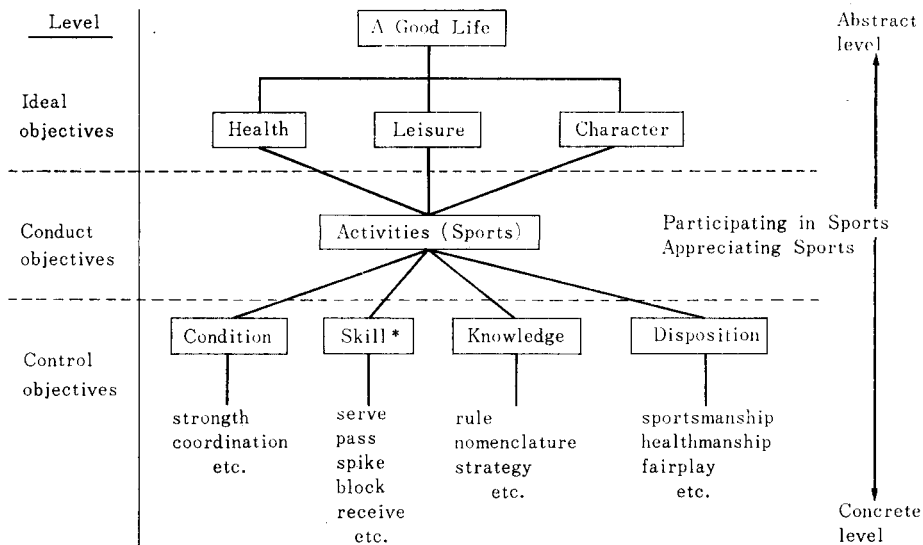 Level
A Good Life
Abstract
level
Ideal
objectives
Health
Leisure
Character
Conduct
objectives
Activities (Sports)
Participating in Sports
Appreciating Sports
Control
objectives
Condition
Skill*
Knowledge
Disposition
strength
coordination
etc.
serve
pass
spike
block
receive
etc.
rule
nomenclature
strategy
etc.
sportsmanship
healthmanship
fairplay
etc.
Concrete
level